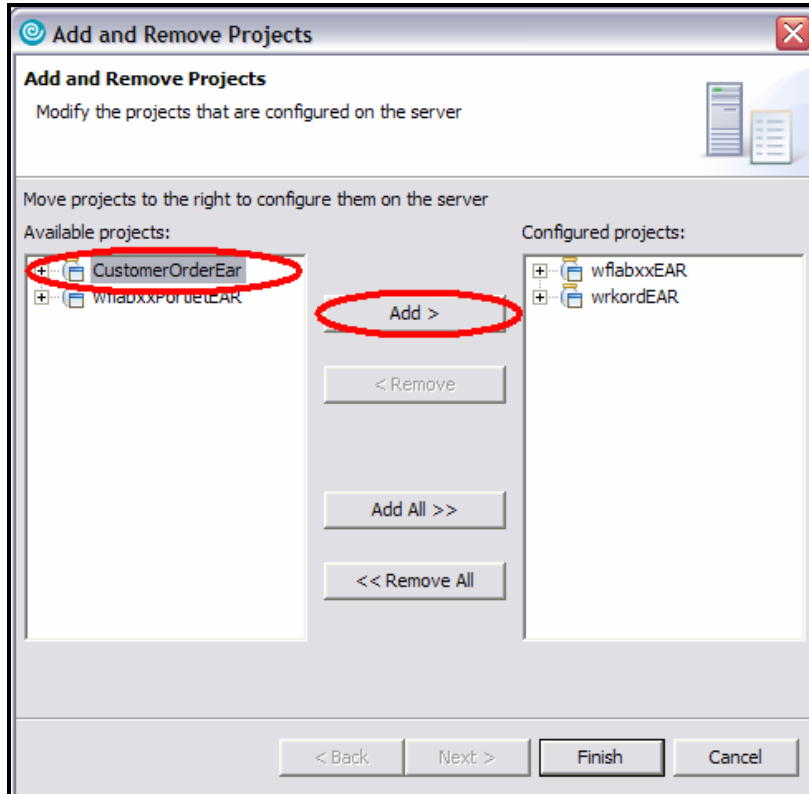 Add and Remove Projects
Add and Remove Projects
Modify the projects that are configured on the server
Move projects to the right to configure them on the server
Available projects:
CustomerOrderEar
wflabxxPortletEAR
Add >
< Remove
Add All >>
<< Remove All
Configured projects:
wflabxxEAR
wrkordEAR
< Back
Next >
Finish
Cancel